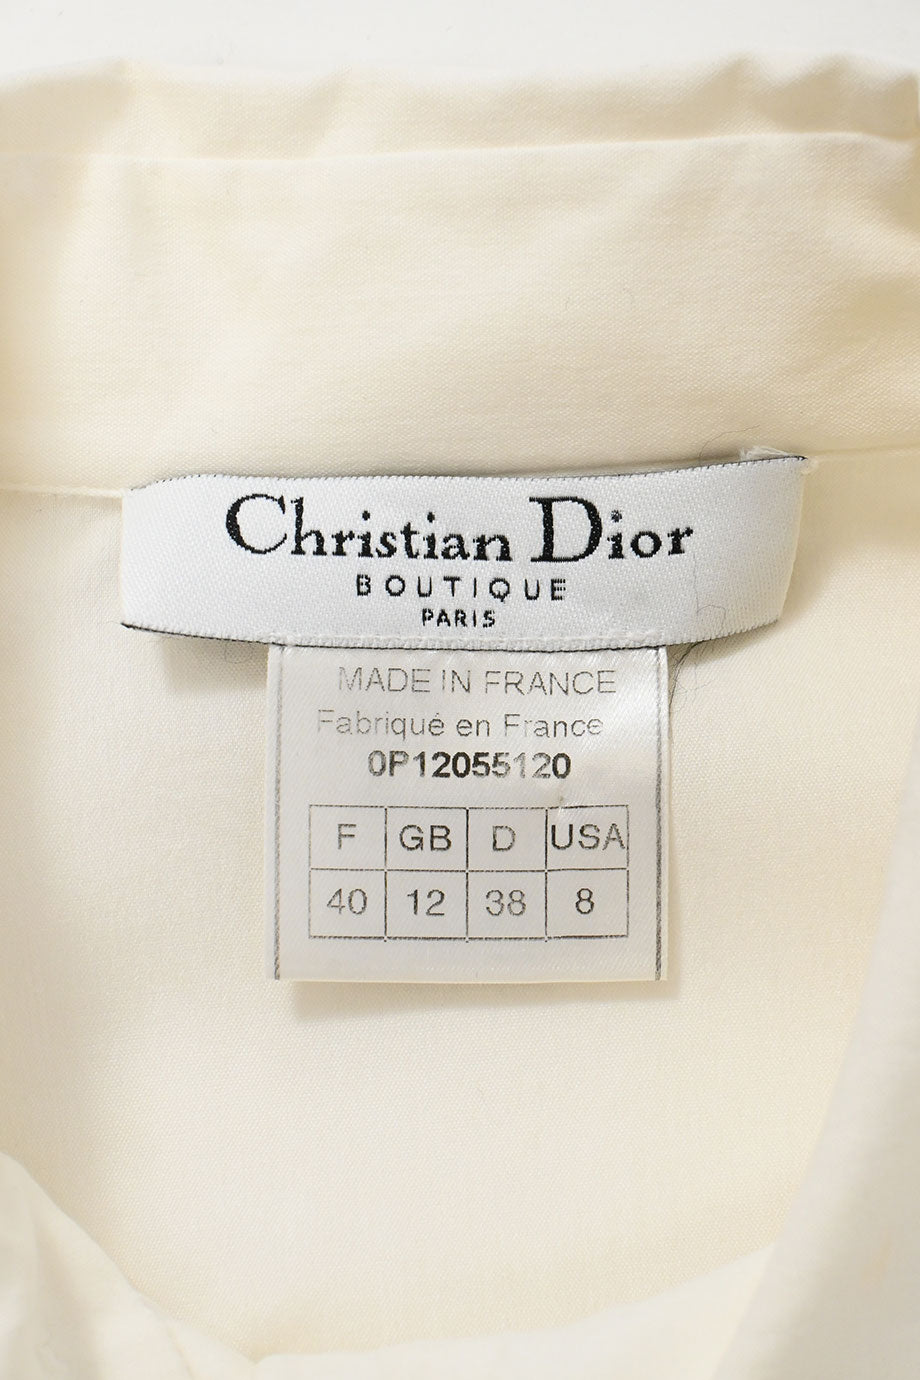 Christian Dior
BOUTIQUE
PARIS
MADE IN FRANCE
Fabriqué en France
0P12055120
F GB D USA
40 12 38 8